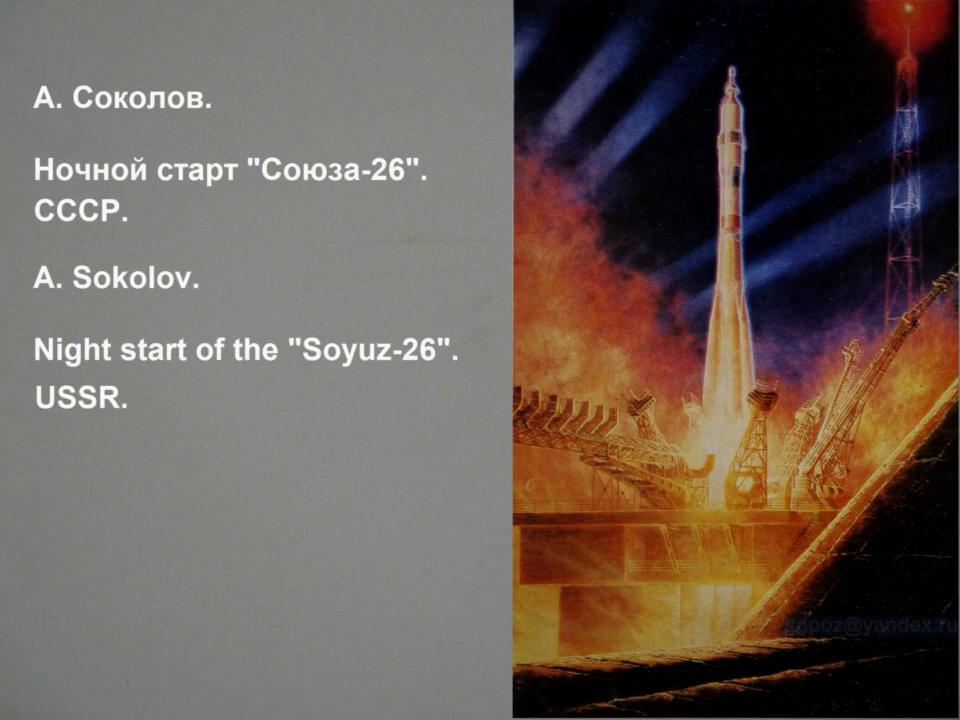 А. Соколов.
Ночной старт "Союза-26".
СССР.
A. Sokolov.
Night start of the "Soyuz-26".
USSR.